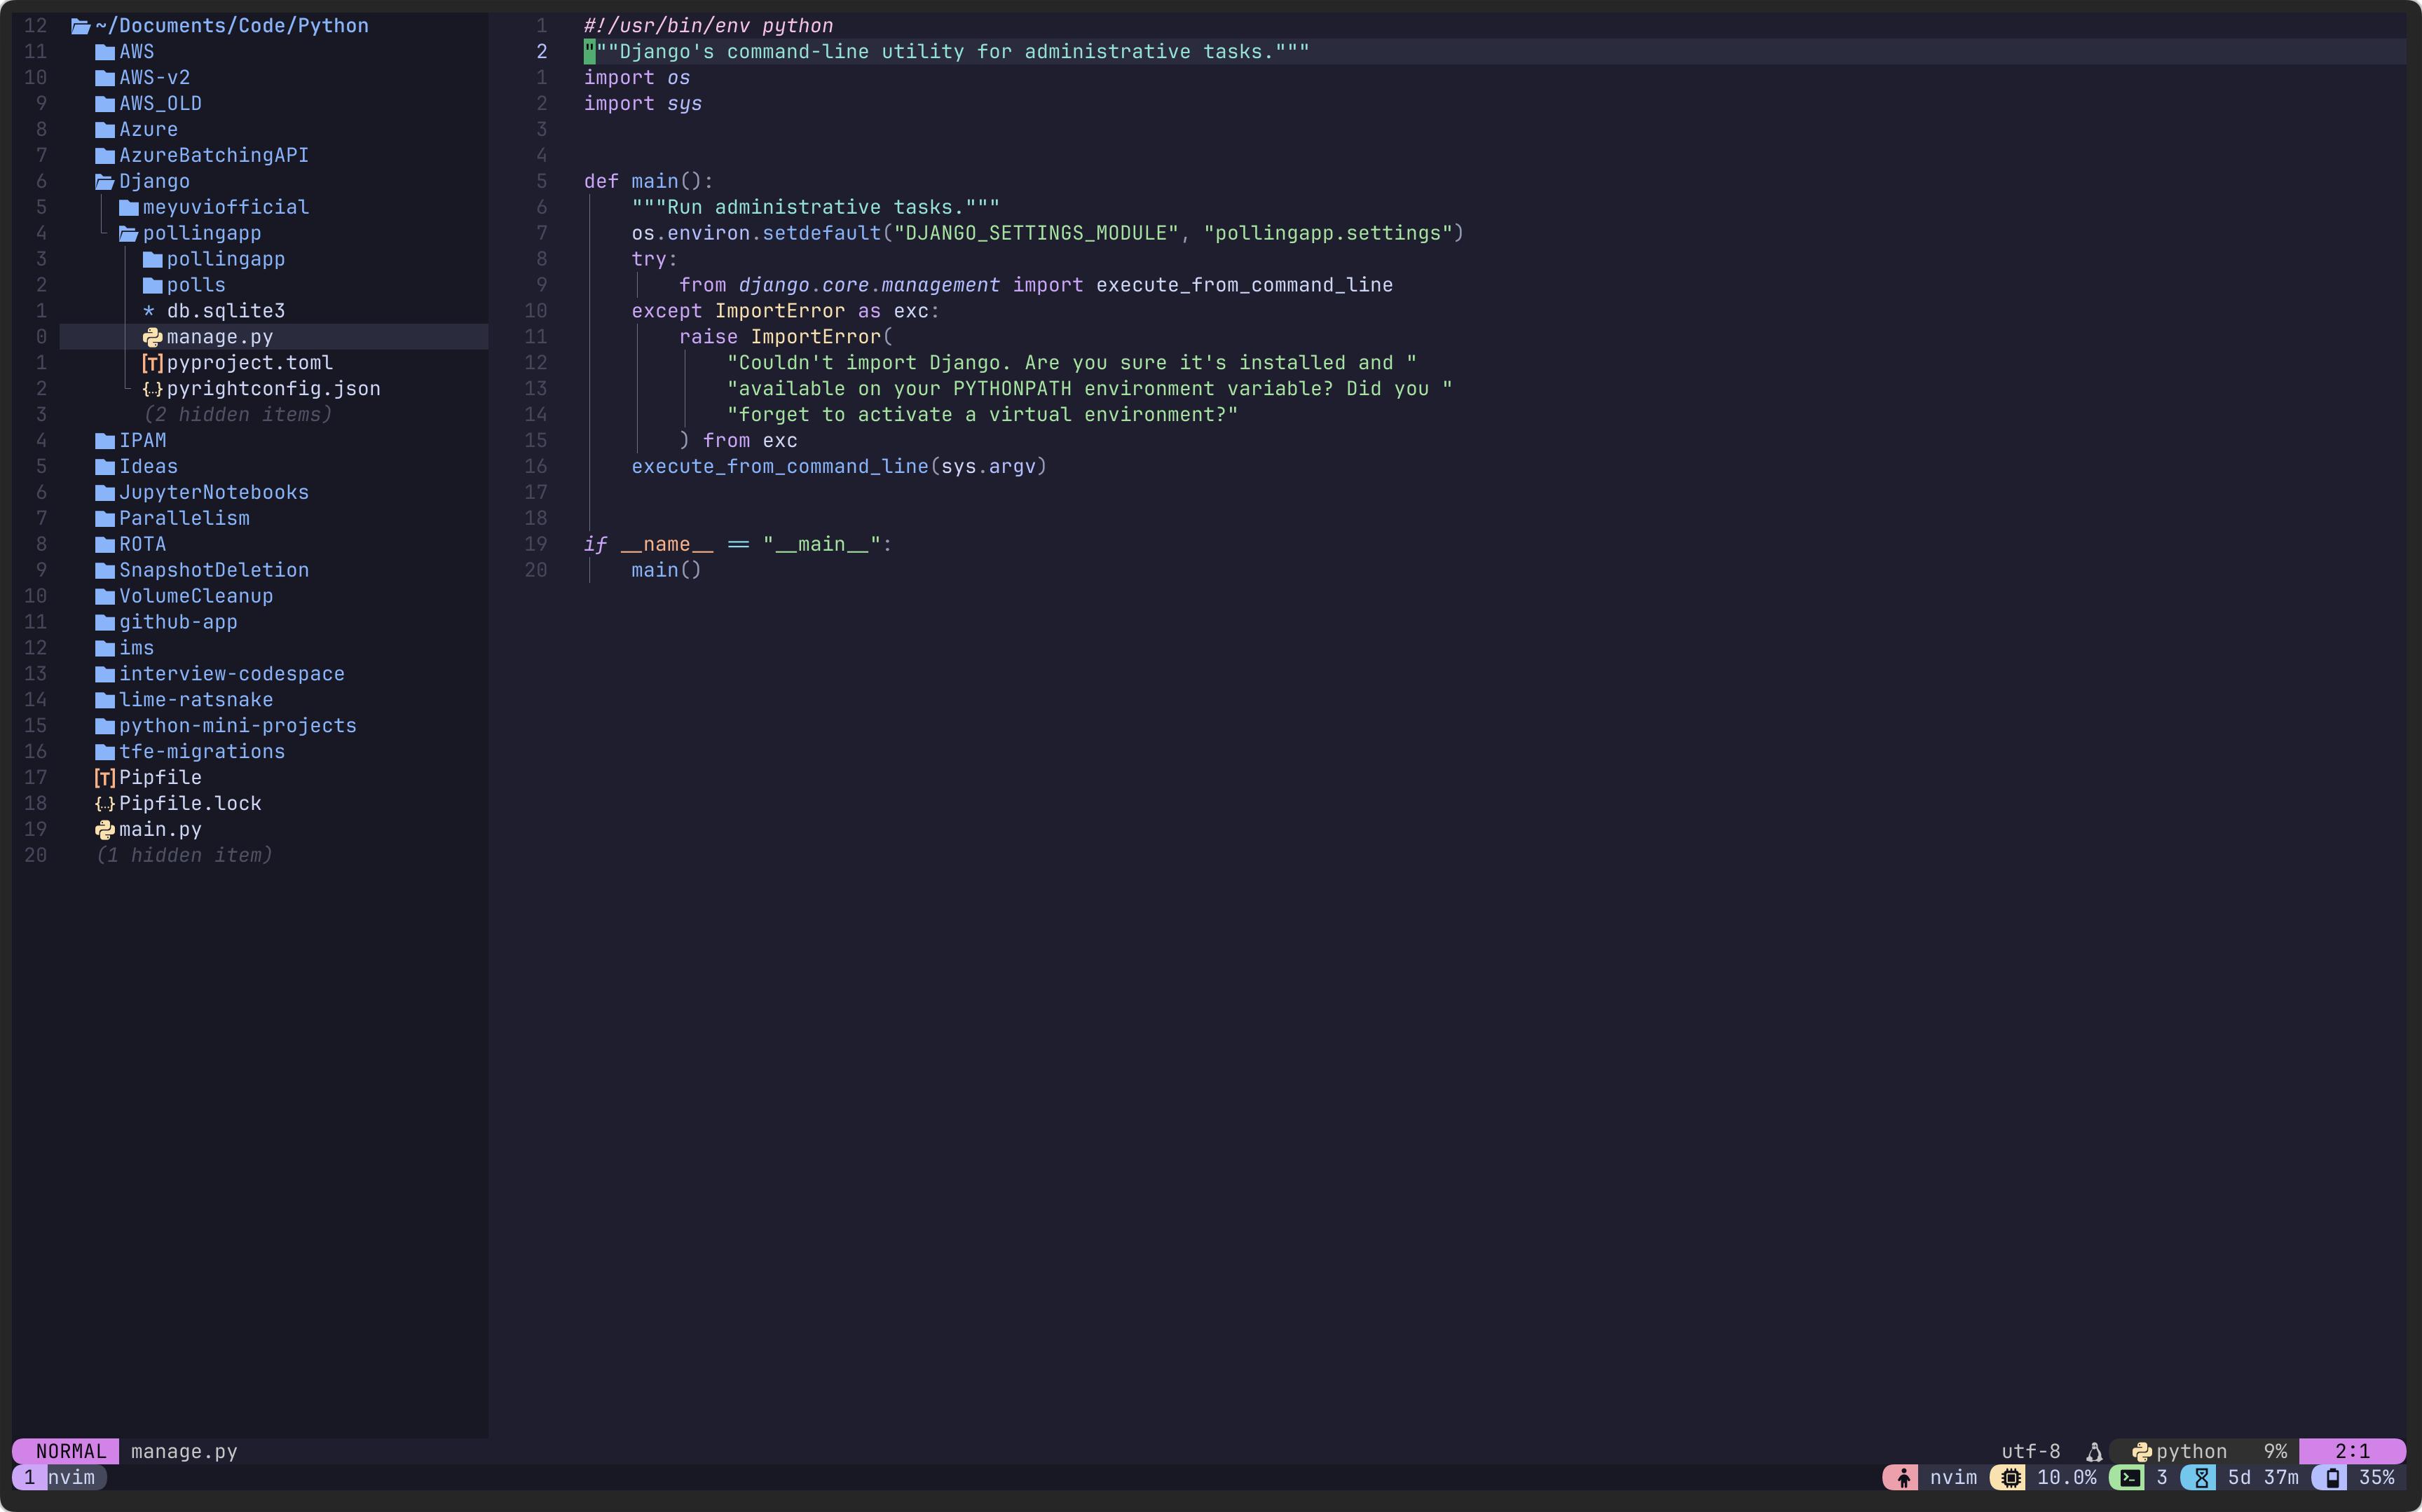 12 ~/Documents/Code/Python
11 AWS
10 AWS-v2
9 AWS_OLD
8 Azure
7 AzureBatchingAPI
6 Django
5 meyuviofficial
4 pollingapp
3 pollingapp
2 polls
1 * db.sqlite3
0 manage.py
1 [T] pyproject.toml
2 {..} pyrightconfig.json
3 (2 hidden items)
4 IPAM
5 Ideas
6 JupyterNotebooks
7 Parallelism
8 ROTA
9 SnapshotDeletion
10 VolumeCleanup
11 github-app
12 ims
13 interview-codespace
14 lime-ratsnake
15 python-mini-projects
16 tfe-migrations
17 [T] Pipfile
18 {..} Pipfile.lock
19 main.py
20 (1 hidden item)
1 #!/usr/bin/env python
2 """Django's command-line utility for administrative tasks."""
1 import os
2 import sys
3
4
5 def main():
6     """Run administrative tasks."""
7     os.environ.setdefault("DJANGO_SETTINGS_MODULE", "pollingapp.settings")
8     try:
9         from django.core.management import execute_from_command_line
10     except ImportError as exc:
11         raise ImportError(
12             "Couldn't import Django. Are you sure it's installed and "
13             "available on your PYTHONPATH environment variable? Did you "
14             "forget to activate a virtual environment?"
15         ) from exc
16     execute_from_command_line(sys.argv)
17
18
19 if __name__ == "__main__":
20     main()
NORMAL manage.py utf-8 python 9% 2:1
1 nvim nvim 10.0% 3 5d 37m 35%